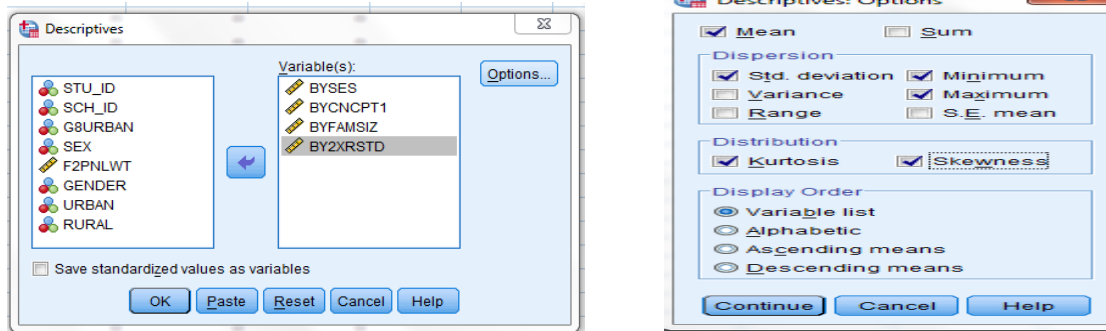 Descriptives
Variable(s):
STU_ID
SCH_ID
G8URBAN
SEX
F2PNLWT
GENDER
URBAN
RURAL
BYSES
BYCNCPT1
BYFAMSIZ
BY2XRSTD
Options...
Save standardized values as variables
OK Paste Reset Cancel Help
Descriptives: Options
Mean Sum
Dispersion
Std. deviation Minimum
Variance Maximum
Range S.E. mean
Distribution
Kurtosis Skewness
Display Order
Variable list
Alphabetic
Ascending means
Descending means
Continue Cancel Help